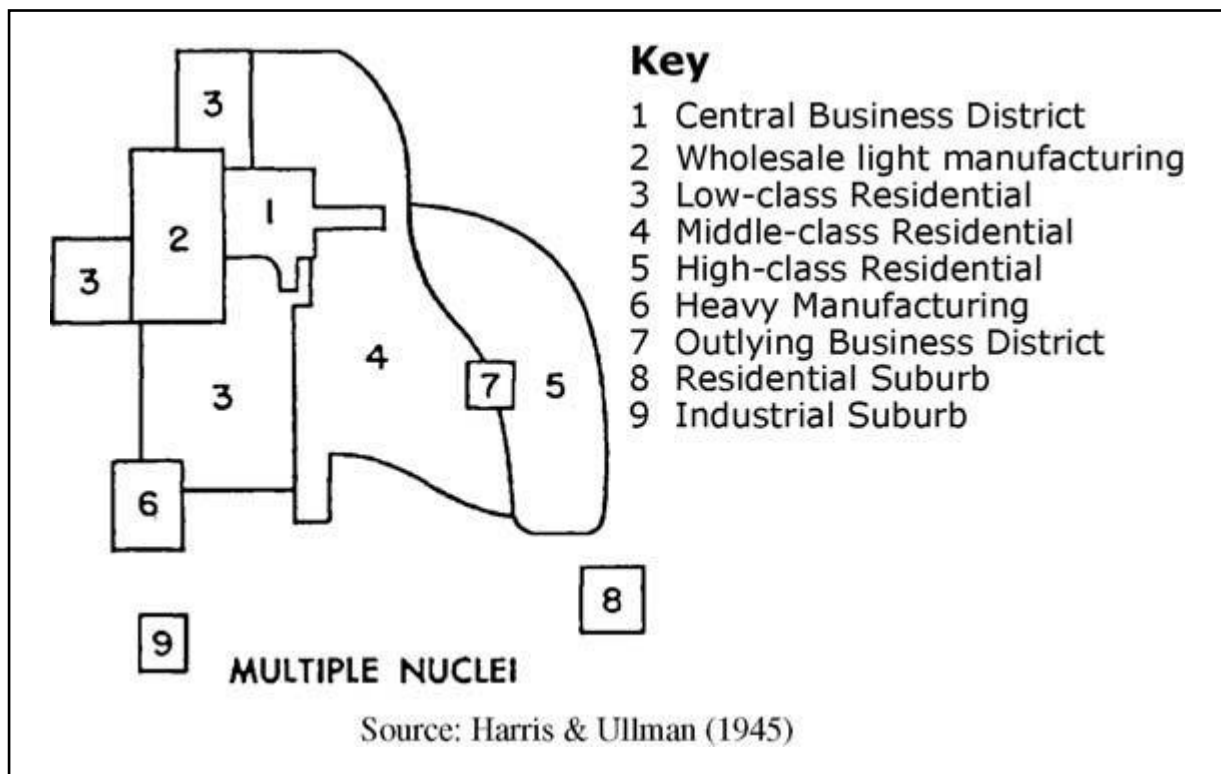 3
1
2
3
4
7
5
3
6
8
9
MULTIPLE NUCLEI
Key
1 Central Business District
2 Wholesale light manufacturing
3 Low-class Residential
4 Middle-class Residential
5 High-class Residential
6 Heavy Manufacturing
7 Outlying Business District
8 Residential Suburb
9 Industrial Suburb
Source: Harris & Ullman (1945)